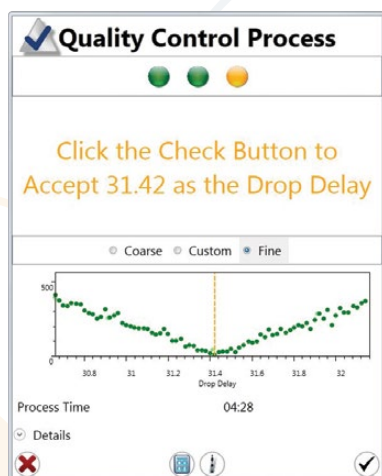 Quality Control Process
Click the Check Button to
Accept 31.42 as the Drop Delay
Coarse Custom Fine
500
0
30.8 31 31.2 31.4 31.6 31.8 32
Drop Delay
Process Time 04:28
Details